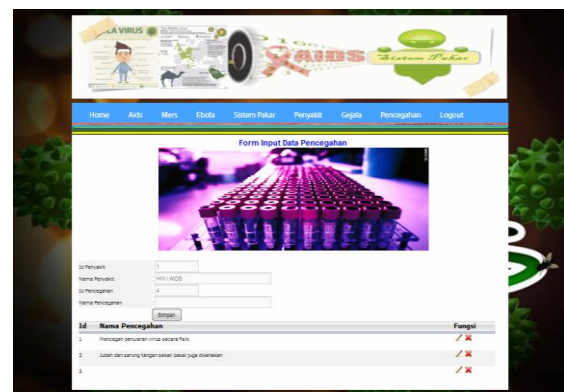 LA VIRUS
AIDS
Sistem Pakar
Home Aids Mers Ebola Sistem Pakar Penyakit Gejala Pencegahan Logout
Form Input Data Pencegahan
Id Penyakit 1
Nama Penyakit HIV / AIDS
Id Pencegahan 4
Nama Pencegahan
Simpan
Id Nama Pencegahan Fungsi
1 Mencegah penularan virus secara fisik
2 Jubah dan sarung tangan sekali pakai juga dikenakan
3